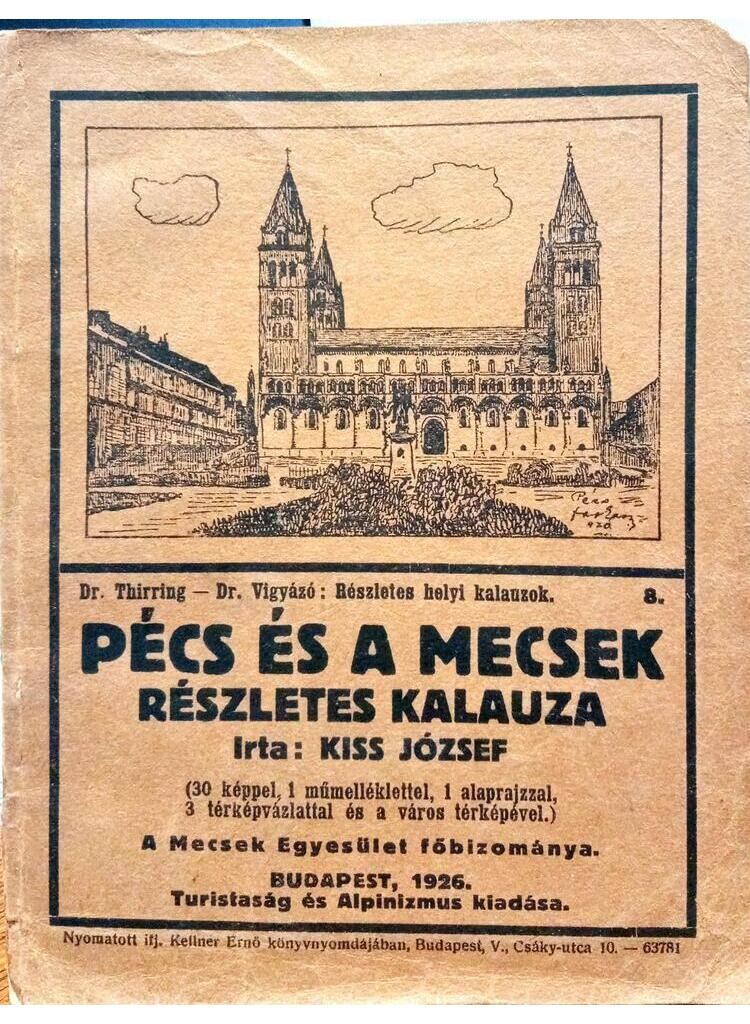 Pécs
Dr. Thirring — Dr. Vigyázó: Részletes helyi kalauzok. 8.
PÉCS ÉS A MECSEK
RÉSZLETES KALAUZA
Irta: KISS JÓZSEF
(30 képpel, 1 műmelléklettel, 1 alaprajzzal,
3 térképvázlattal és a város térképével.)
A Mecsek Egyesület főbizománya.
BUDAPEST, 1926.
Turistaság és Alpinizmus kiadása.
Nyomatott ifj. Kellner Ernő könyvnyomdájában, Budapest, V., Csáky-utca 10. — 63781